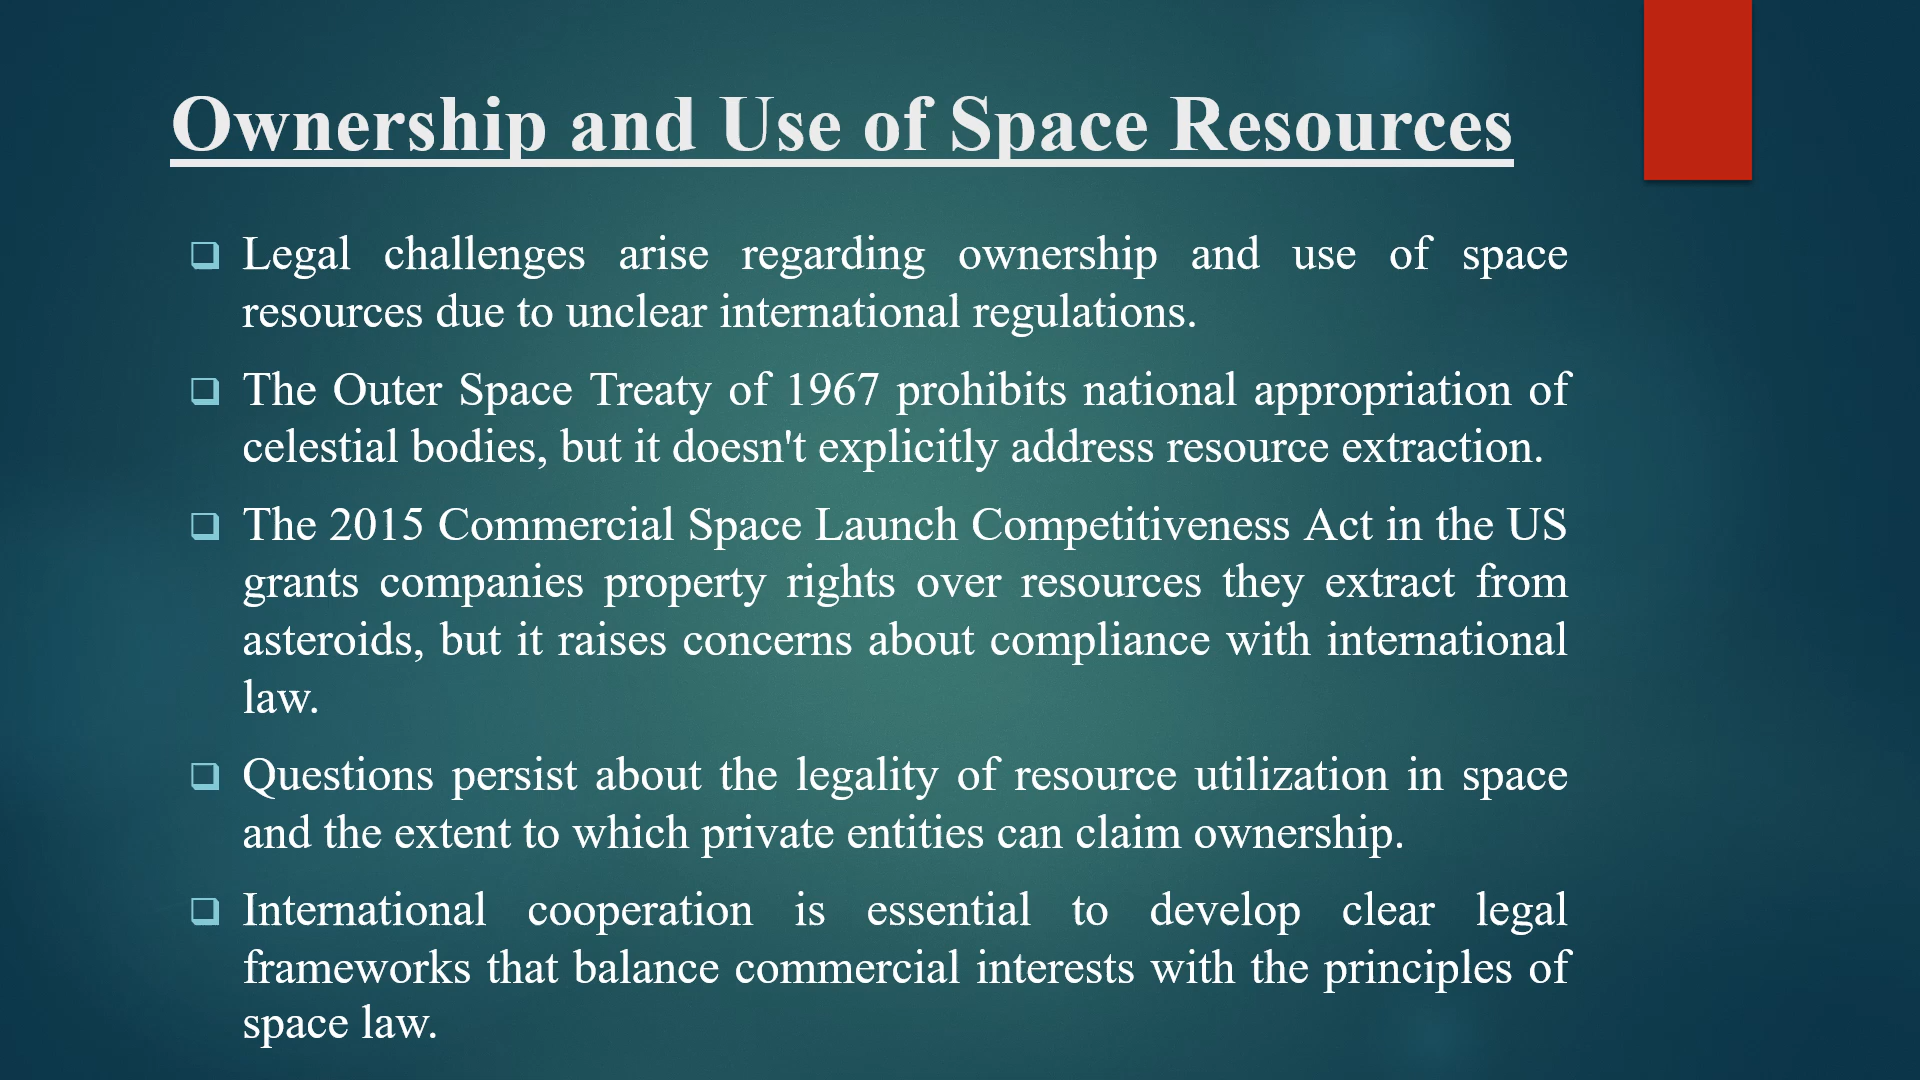 Ownership and Use of Space Resources
Legal challenges arise regarding ownership and use of space
resources due to unclear international regulations.
The Outer Space Treaty of 1967 prohibits national appropriation of
celestial bodies, but it doesn't explicitly address resource extraction.
The 2015 Commercial Space Launch Competitiveness Act in the US
grants companies property rights over resources they extract from
asteroids, but it raises concerns about compliance with international
law.
Questions persist about the legality of resource utilization in space
and the extent to which private entities can claim ownership.
International cooperation is essential to develop clear legal
frameworks that balance commercial interests with the principles of
space law.